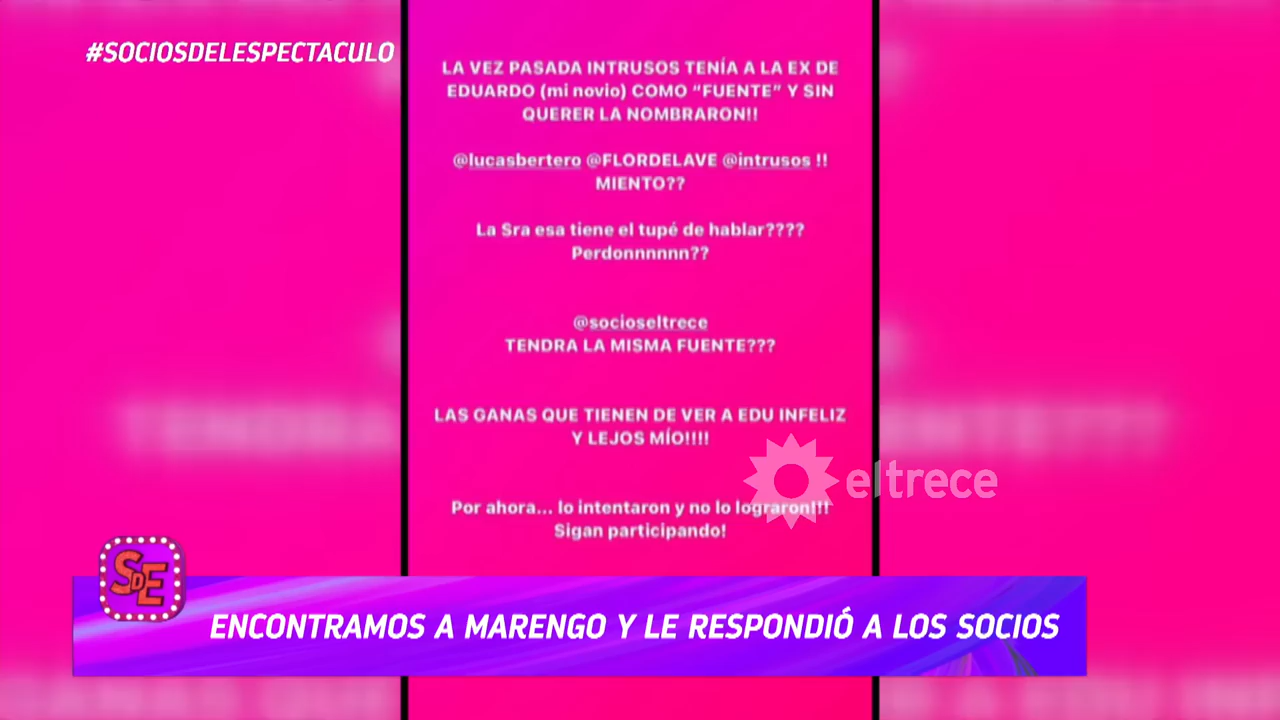 #SOCIOSDELESPECTACULO
LA VEZ PASADA INTRUSOS TENÍA A LA EX DE
EDUARDO (mi novio) COMO “FUENTE” Y SIN
QUERER LA NOMBRARON!!
@lucasbertero @FLORDELAVE @intrusos !!
MIENTO??
La Sra esa tiene el tupé de hablar????
Perdonnnnnn??
@socioseltrece
TENDRA LA MISMA FUENTE???
LAS GANAS QUE TIENEN DE VER A EDU INFELIZ
Y LEJOS MÍO!!!!
eltrece
Por ahora... lo intentaron y no lo lograron!!!
Sigan participando!
SDE
ENCONTRAMOS A MARENGO Y LE RESPONDIÓ A LOS SOCIOS